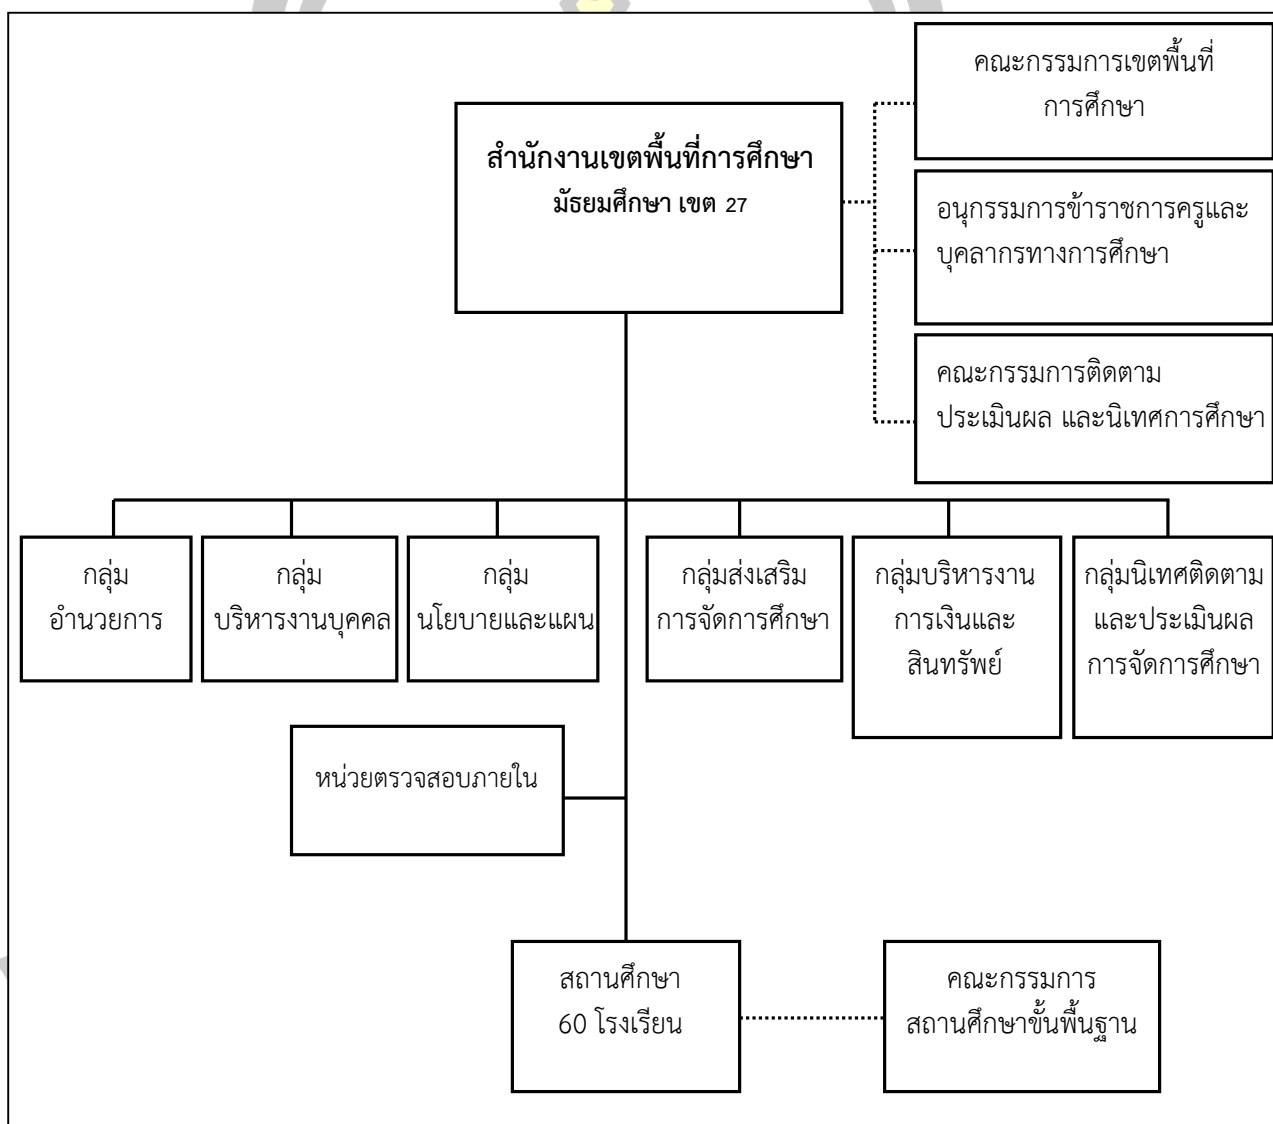 คณะกรรมการเขตพื้นที่
การศึกษา
สำนักงานเขตพื้นที่การศึกษา
มัธยมศึกษา เขต 27
อนุกรรมการข้าราชการครูและ
บุคลากรทางการศึกษา
คณะกรรมการติดตาม
ประเมินผล และนิเทศการศึกษา
กลุ่ม
อำนวยการ
กลุ่ม
บริหารงานบุคคล
กลุ่ม
นโยบายและแผน
กลุ่มส่งเสริม
การจัดการศึกษา
กลุ่มบริหารงาน
การเงินและ
สินทรัพย์
กลุ่มนิเทศติดตาม
และประเมินผล
การจัดการศึกษา
หน่วยตรวจสอบภายใน
สถานศึกษา
60 โรงเรียน
คณะกรรมการ
สถานศึกษาขั้นพื้นฐาน